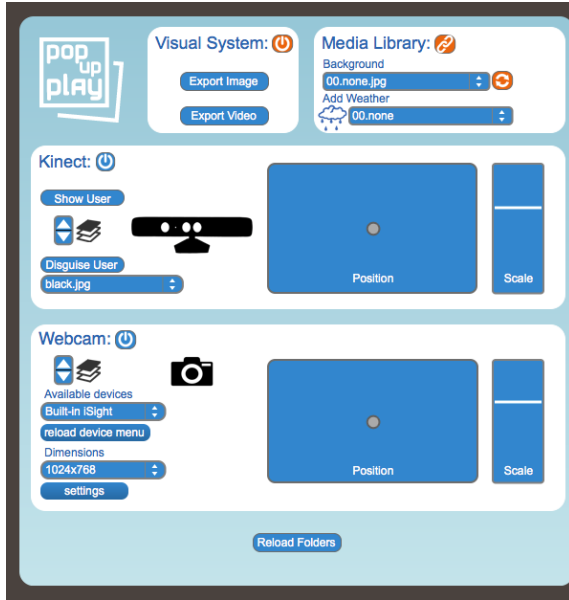 pop
up
play
Visual System:
Export Image
Export Video
Media Library:
Background
00.none.jpg
Add Weather
00.none
Kinect:
Show User
Disguise User
black.jpg
Position
Scale
Webcam:
Available devices
Built-in iSight
reload device menu
Dimensions
1024x768
settings
Position
Scale
Reload Folders